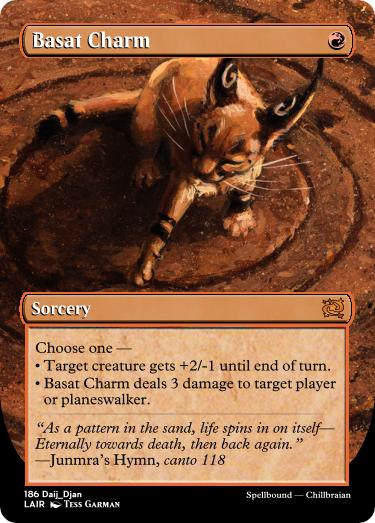 Basat Charm
Sorcery
Choose one —
• Target creature gets +2/-1 until end of turn.
• Basat Charm deals 3 damage to target player
or planeswalker.
“As a pattern in the sand, life spins in on itself—
Eternally towards death, then back again.”
—Junmra's Hymn, canto 118
186 Daij_Djan
LAIR Tess Garman
Spellbound — Chillbraian